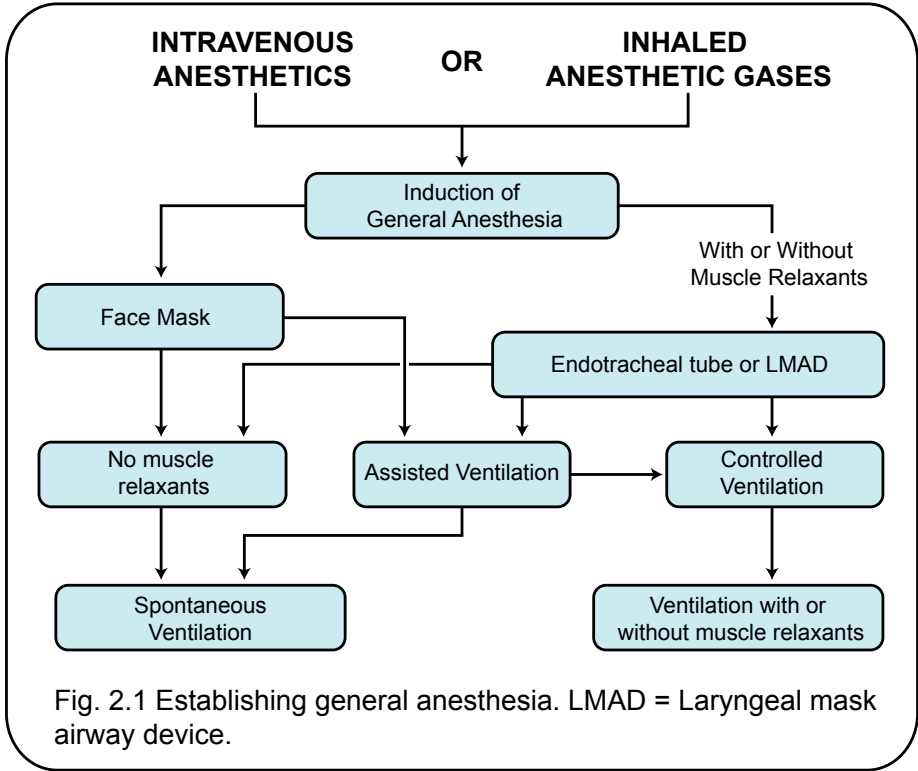 INTRAVENOUS
ANESTHETICS
OR
INHALED
ANESTHETIC GASES
Induction of
General Anesthesia
With or Without
Muscle Relaxants
Face Mask
Endotracheal tube or LMAD
No muscle
relaxants
Assisted Ventilation
Controlled
Ventilation
Spontaneous
Ventilation
Ventilation with or
without muscle relaxants
Fig. 2.1 Establishing general anesthesia. LMAD = Laryngeal mask
airway device.